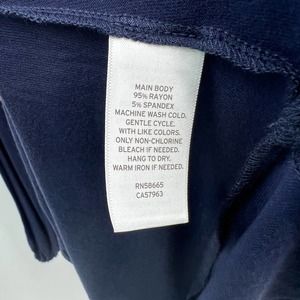 MAIN BODY
95% RAYON
5% SPANDEX
MACHINE WASH COLD.
GENTLE CYCLE.
WITH LIKE COLORS.
ONLY NON-CHLORINE
BLEACH IF NEEDED.
HANG TO DRY.
WARM IRON IF NEEDED.
RN58665
CA57963